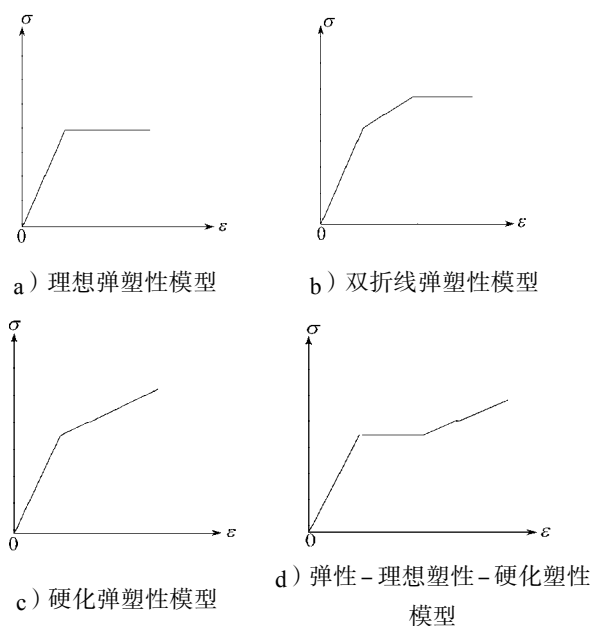 σ
0
ε
a）理想弹塑性模型
σ
0
ε
b）双折线弹塑性模型
σ
0
ε
c）硬化弹塑性模型
σ
0
ε
d）弹性–理想塑性–硬化塑性
模型